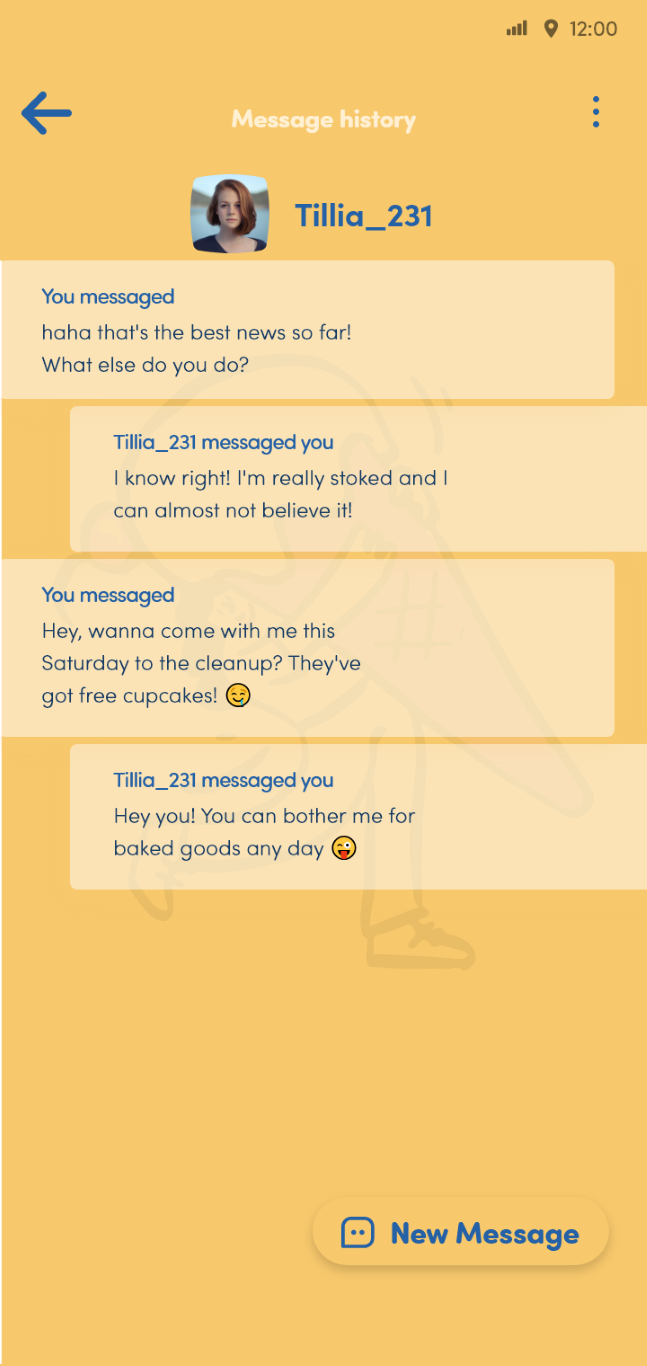 12:00
Message history
Tillia_231
You messaged
haha that's the best news so far!
What else do you do?
Tillia_231 messaged you
I know right! I'm really stoked and I
can almost not believe it!
You messaged
Hey, wanna come with me this
Saturday to the cleanup? They've
got free cupcakes! 🤤
Tillia_231 messaged you
Hey you! You can bother me for
baked goods any day 😜
New Message